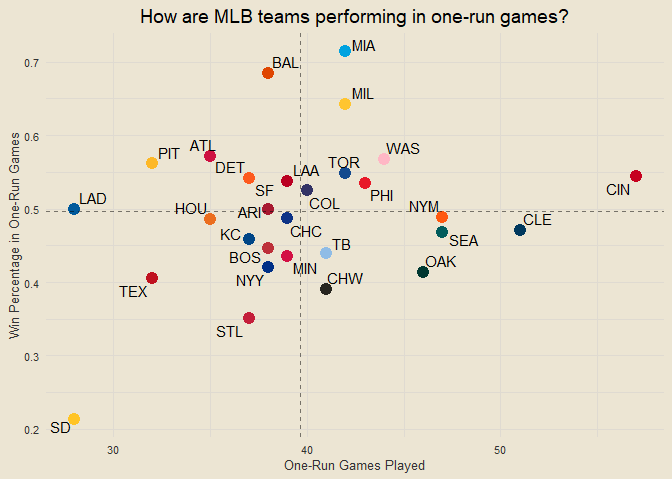 How are MLB teams performing in one-run games?
MIA
BAL
MIL
ATL
PIT
WAS
DET
LAA
TOR
SF
PHI
CIN
LAD
HOU
ARI
COL
NYM
CLE
KC
CHC
TB
SEA
BOS
MIN
NYY
OAK
TEX
CHW
STL
SD
0.7
0.6
0.5
0.4
0.3
0.2
Win Percentage in One-Run Games
30
40
50
One-Run Games Played